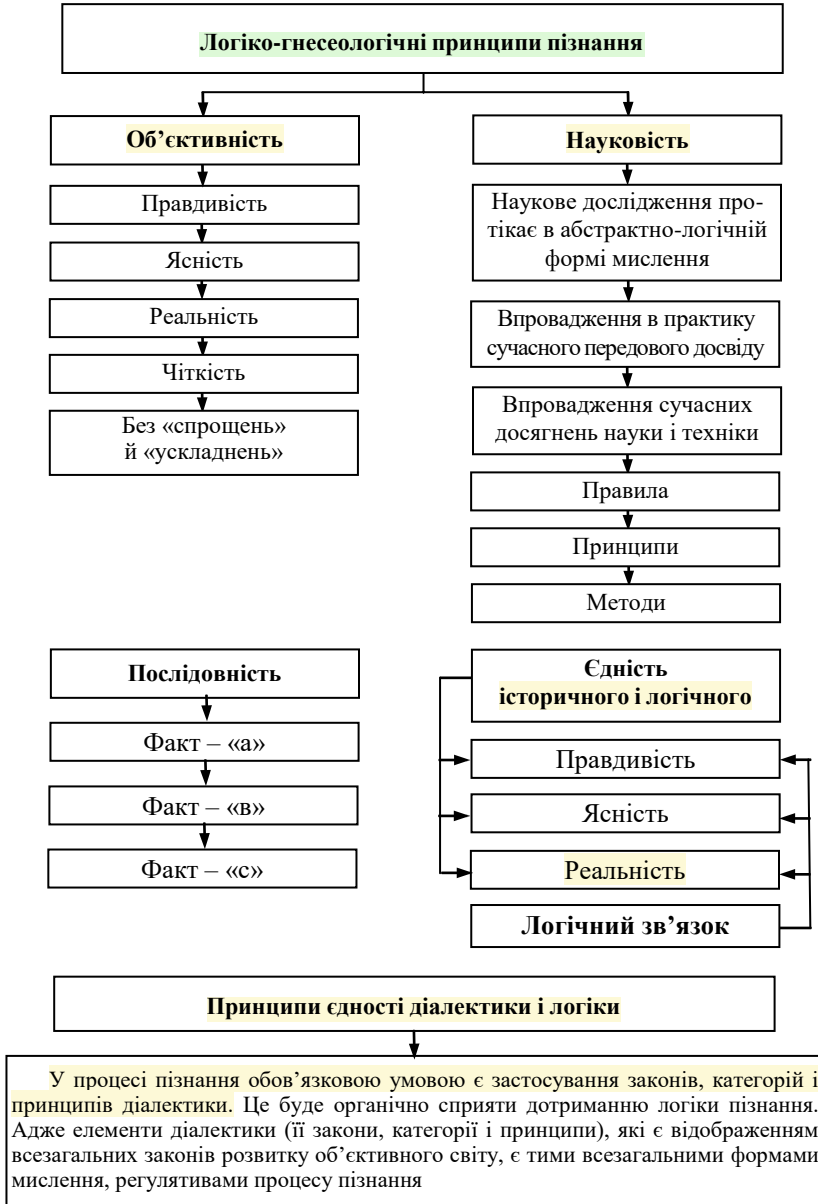 Логіко-гнесеологічні принципи пізнання
Об’єктивність
Правдивість
Ясність
Реальність
Чіткість
Без «спрощень»
й «ускладнень»
Науковість
Наукове дослідження про-
тікає в абстрактно-логічній
формі мислення
Впровадження в практику
сучасного передового досвіду
Впровадження сучасних
досягнень науки і техніки
Правила
Принципи
Методи
Послідовність
Факт – «а»
Факт – «в»
Факт – «с»
Єдність
історичного і логічного
Правдивість
Ясність
Реальність
Логічний зв’язок
Принципи єдності діалектики і логіки
У процесі пізнання обов’язковою умовою є застосування законів, категорій і
принципів діалектики. Це буде органічно сприяти дотриманню логіки пізнання.
Адже елементи діалектики (її закони, категорії і принципи), які є відображенням
всезагальних законів розвитку об’єктивного світу, є тими всезагальними формами
мислення, регулятивами процесу пізнання